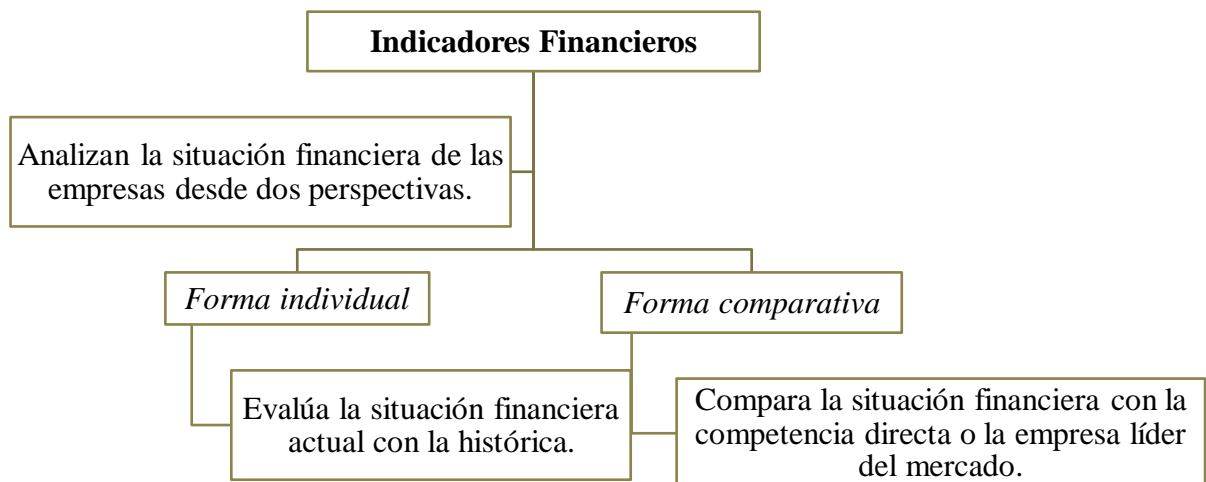 Indicadores Financieros
Analizan la situación financiera de las
empresas desde dos perspectivas.
Forma individual
Forma comparativa
Evalúa la situación financiera
actual con la histórica.
Compara la situación financiera con la
competencia directa o la empresa líder
del mercado.